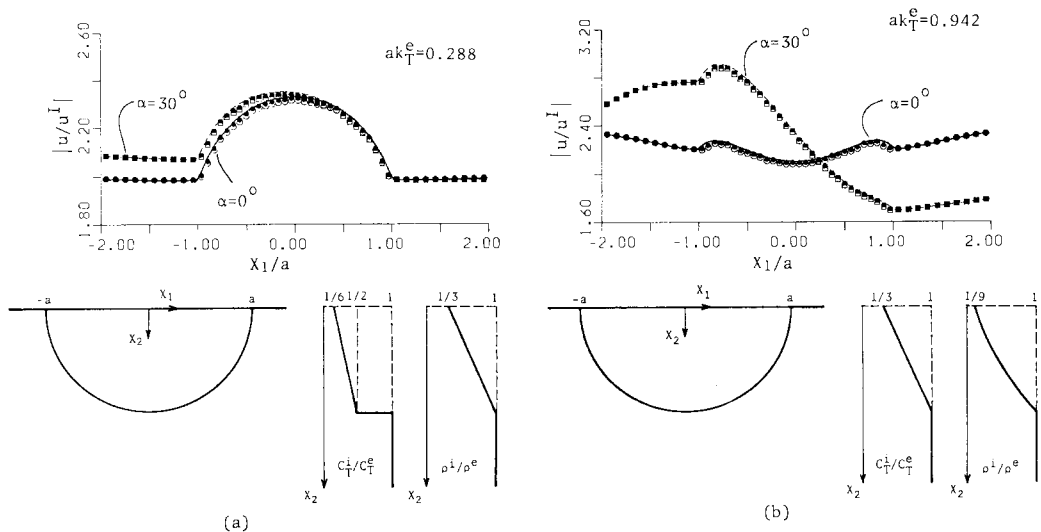 |u/u^I|
2.60
2.20
1.80
ak_T^e=0.288
α=30°
α=0°
-2.00 -1.00 0.00 1.00 2.00
X_1/a
-a X_1 a
X_2
1/6 1/2 1
1/3 1
C_T^i/C_T^e
ρ^i/ρ^e
X_2
(a)
|u/u^I|
3.20
2.40
1.60
ak_T^e=0.942
α=30°
α=0°
-2.00 -1.00 0.00 1.00 2.00
X_1/a
-a X_1 a
X_2
1/3 1
1/9 1
C_T^i/C_T^e
ρ^i/ρ^e
X_2 X_2
(b)